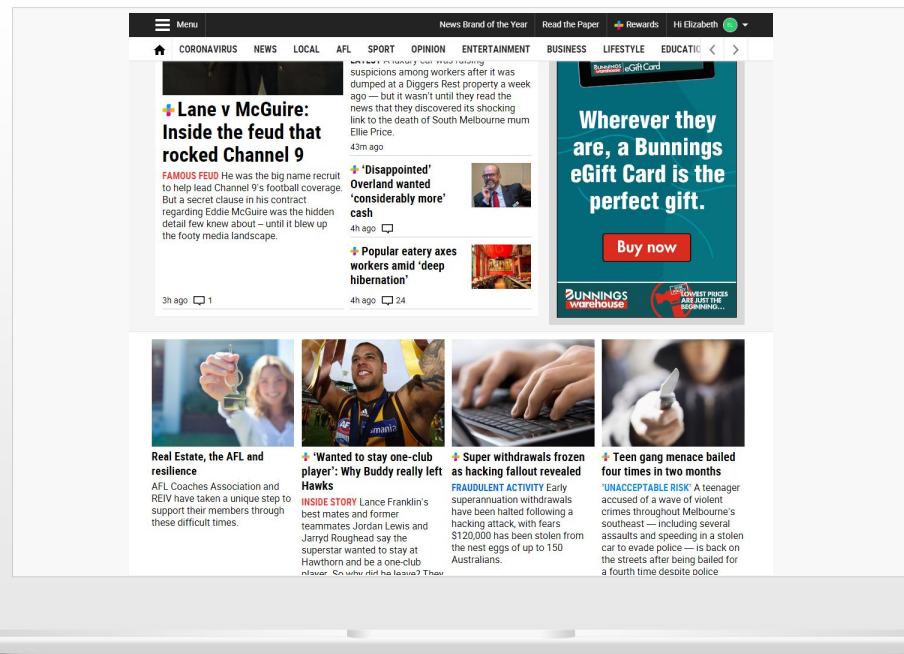 Menu
News Brand of the Year
Read the Paper
Rewards
Hi Elizabeth
CORONAVIRUS
NEWS
LOCAL
AFL
SPORT
OPINION
ENTERTAINMENT
BUSINESS
LIFESTYLE
EDUCATIO
Lane v McGuire:
Inside the feud that
rocked Channel 9
FAMOUS FEUD He was the big name recruit
to help lead Channel 9's football coverage.
But a secret clause in his contract
regarding Eddie McGuire was the hidden
detail few knew about – until it blew up
the footy media landscape.
3h ago 1
LATEST A luxury car was raising
suspicions among workers after it was
dumped at a Diggers Rest property a week
ago — but it wasn't until they read the
news that they discovered its shocking
link to the death of South Melbourne mum
Ellie Price.
43m ago
'Disappointed'
Overland wanted
'considerably more'
cash
4h ago
Popular eatery axes
workers amid 'deep
hibernation'
4h ago 24
BUNNINGS
warehouse
eGift Card
Wherever they
are, a Bunnings
eGift Card is the
perfect gift.
Buy now
BUNNINGS
warehouse
LOWEST PRICES
ARE JUST THE
BEGINNING...
Real Estate, the AFL and
resilience
AFL Coaches Association and
REIV have taken a unique step to
support their members through
these difficult times.
'Wanted to stay one-club
player': Why Buddy really left
Hawks
INSIDE STORY Lance Franklin's
best mates and former
teammates Jordan Lewis and
Jarryd Roughead say the
superstar wanted to stay at
Hawthorn and be a one-club
player. So why did he leave? They
Super withdrawals frozen
as hacking fallout revealed
FRAUDULENT ACTIVITY Early
superannuation withdrawals
have been halted following a
hacking attack, with fears
$120,000 has been stolen from
the nest eggs of up to 150
Australians.
Teen gang menace bailed
four times in two months
'UNACCEPTABLE RISK' A teenager
accused of a wave of violent
crimes throughout Melbourne's
southeast — including several
assaults and speeding in a stolen
car to evade police — is back on
the streets after being bailed for
a fourth time despite police